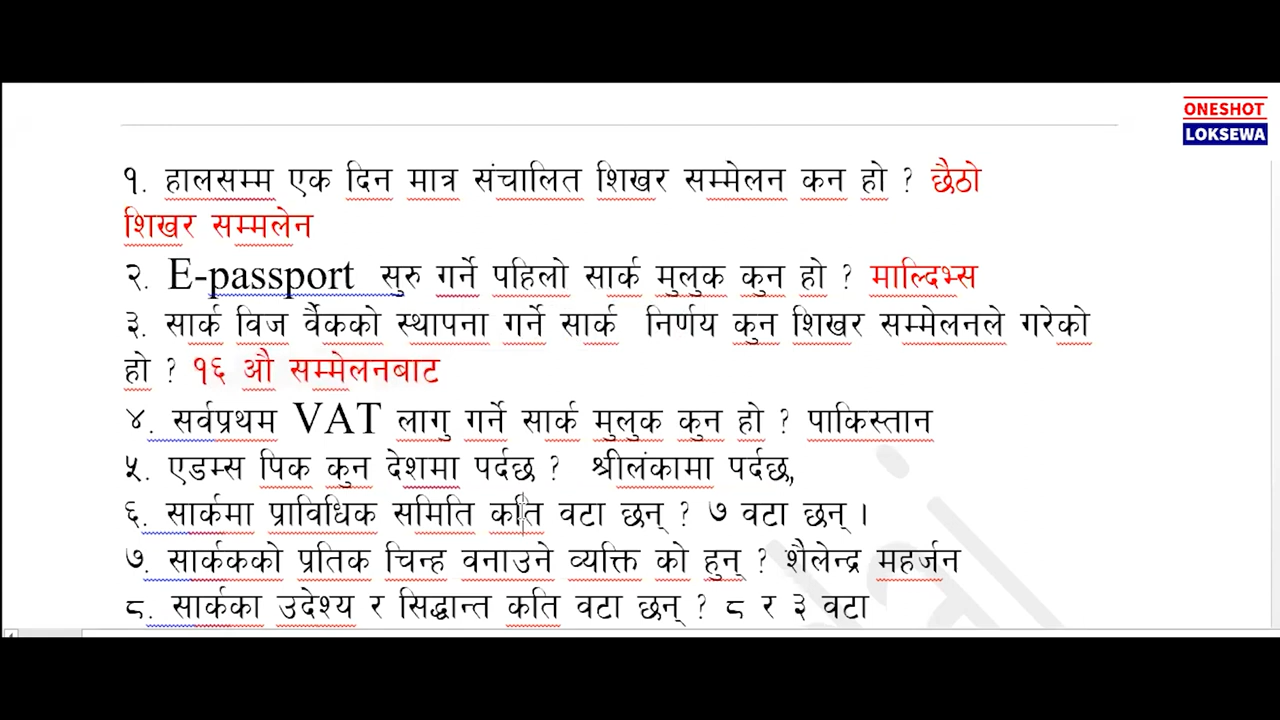 ONESHOT
LOKSEWA
१. हालसम्म एक दिन मात्र संचालित शिखर सम्मेलन कन हो ? छैठो
शिखर सम्मलेन
२. E-passport सुरु गर्ने पहिलो सार्क मुलुक कुन हो ? माल्दिभ्स
३. सार्क विज र्वैकको स्थापना गर्ने सार्क निर्णय कुन शिखर सम्मेलनले गरेको
हो ? १६ औ सम्मेलनबाट
४. सर्वप्रथम VAT लागु गर्ने सार्क मुलुक कुन हो ? पाकिस्तान
५. एडम्स पिक कुन देशमा पर्दछ ? श्रीलंकामा पर्दछ,
६. सार्कमा प्राविधिक समिति कति वटा छन् ? ७ वटा छन् ।
७. सार्ककको प्रतिक चिन्ह वनाउने व्यक्ति को हुन् ? शैलेन्द्र महर्जन
८. सार्कका उदेश्य र सिद्धान्त कति वटा छन् ? ८ र ३ वटा